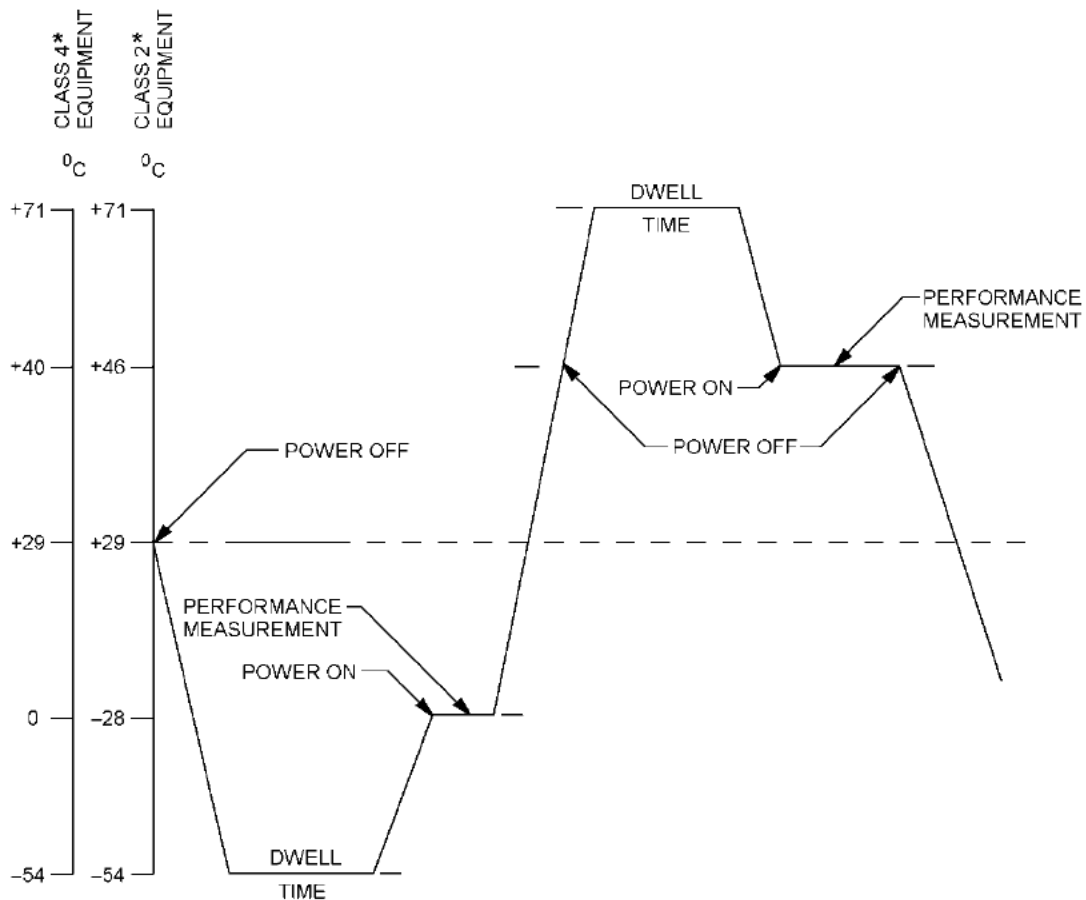 CLASS 4*
EQUIPMENT
CLASS 2*
EQUIPMENT
⁰C
⁰C
+71
+71
DWELL
TIME
PERFORMANCE
MEASUREMENT
+40
+46
POWER ON
POWER OFF
POWER OFF
+29
+29
PERFORMANCE
MEASUREMENT
POWER ON
0
–28
–54
–54
DWELL
TIME